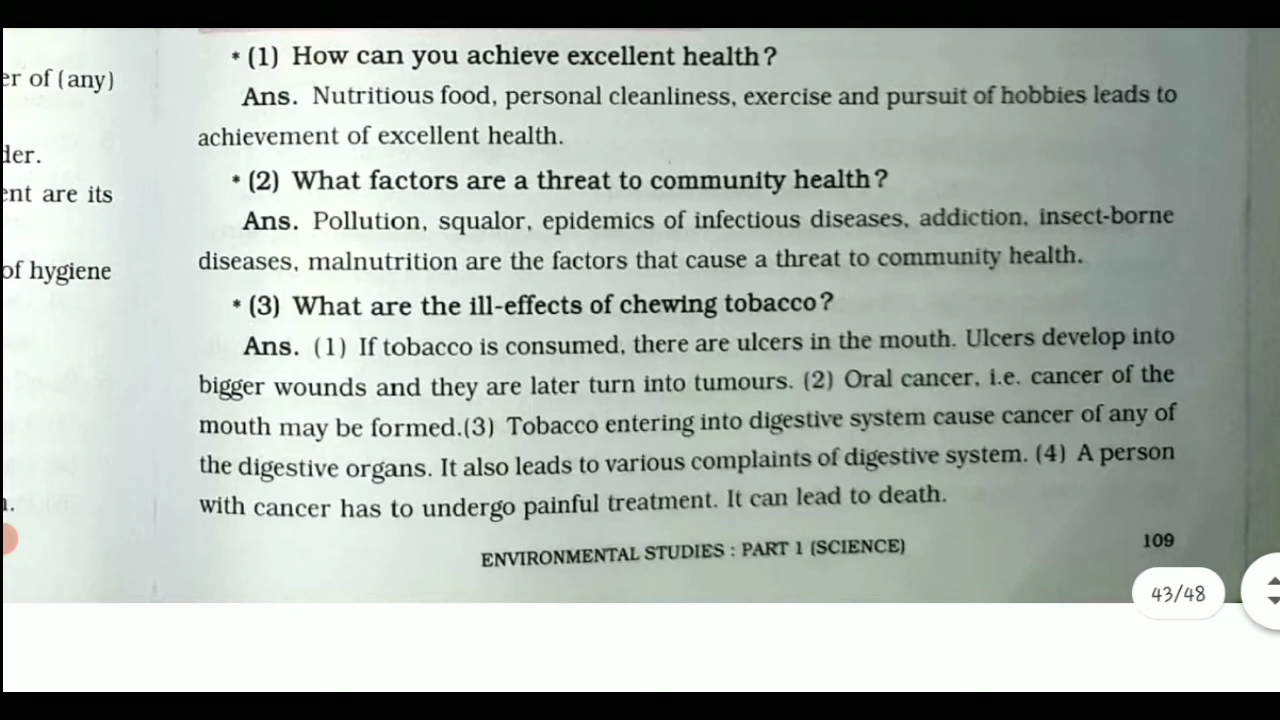 er of (any)
der.
ent are its
of hygiene
* (1) How can you achieve excellent health?
Ans. Nutritious food, personal cleanliness, exercise and pursuit of hobbies leads to
achievement of excellent health.
* (2) What factors are a threat to community health?
Ans. Pollution, squalor, epidemics of infectious diseases, addiction, insect-borne
diseases, malnutrition are the factors that cause a threat to community health.
* (3) What are the ill-effects of chewing tobacco?
Ans. (1) If tobacco is consumed, there are ulcers in the mouth. Ulcers develop into
bigger wounds and they are later turn into tumours. (2) Oral cancer, i.e. cancer of the
mouth may be formed.(3) Tobacco entering into digestive system cause cancer of any of
the digestive organs. It also leads to various complaints of digestive system. (4) A person
with cancer has to undergo painful treatment. It can lead to death.
ENVIRONMENTAL STUDIES : PART 1 (SCIENCE)
109
43/48